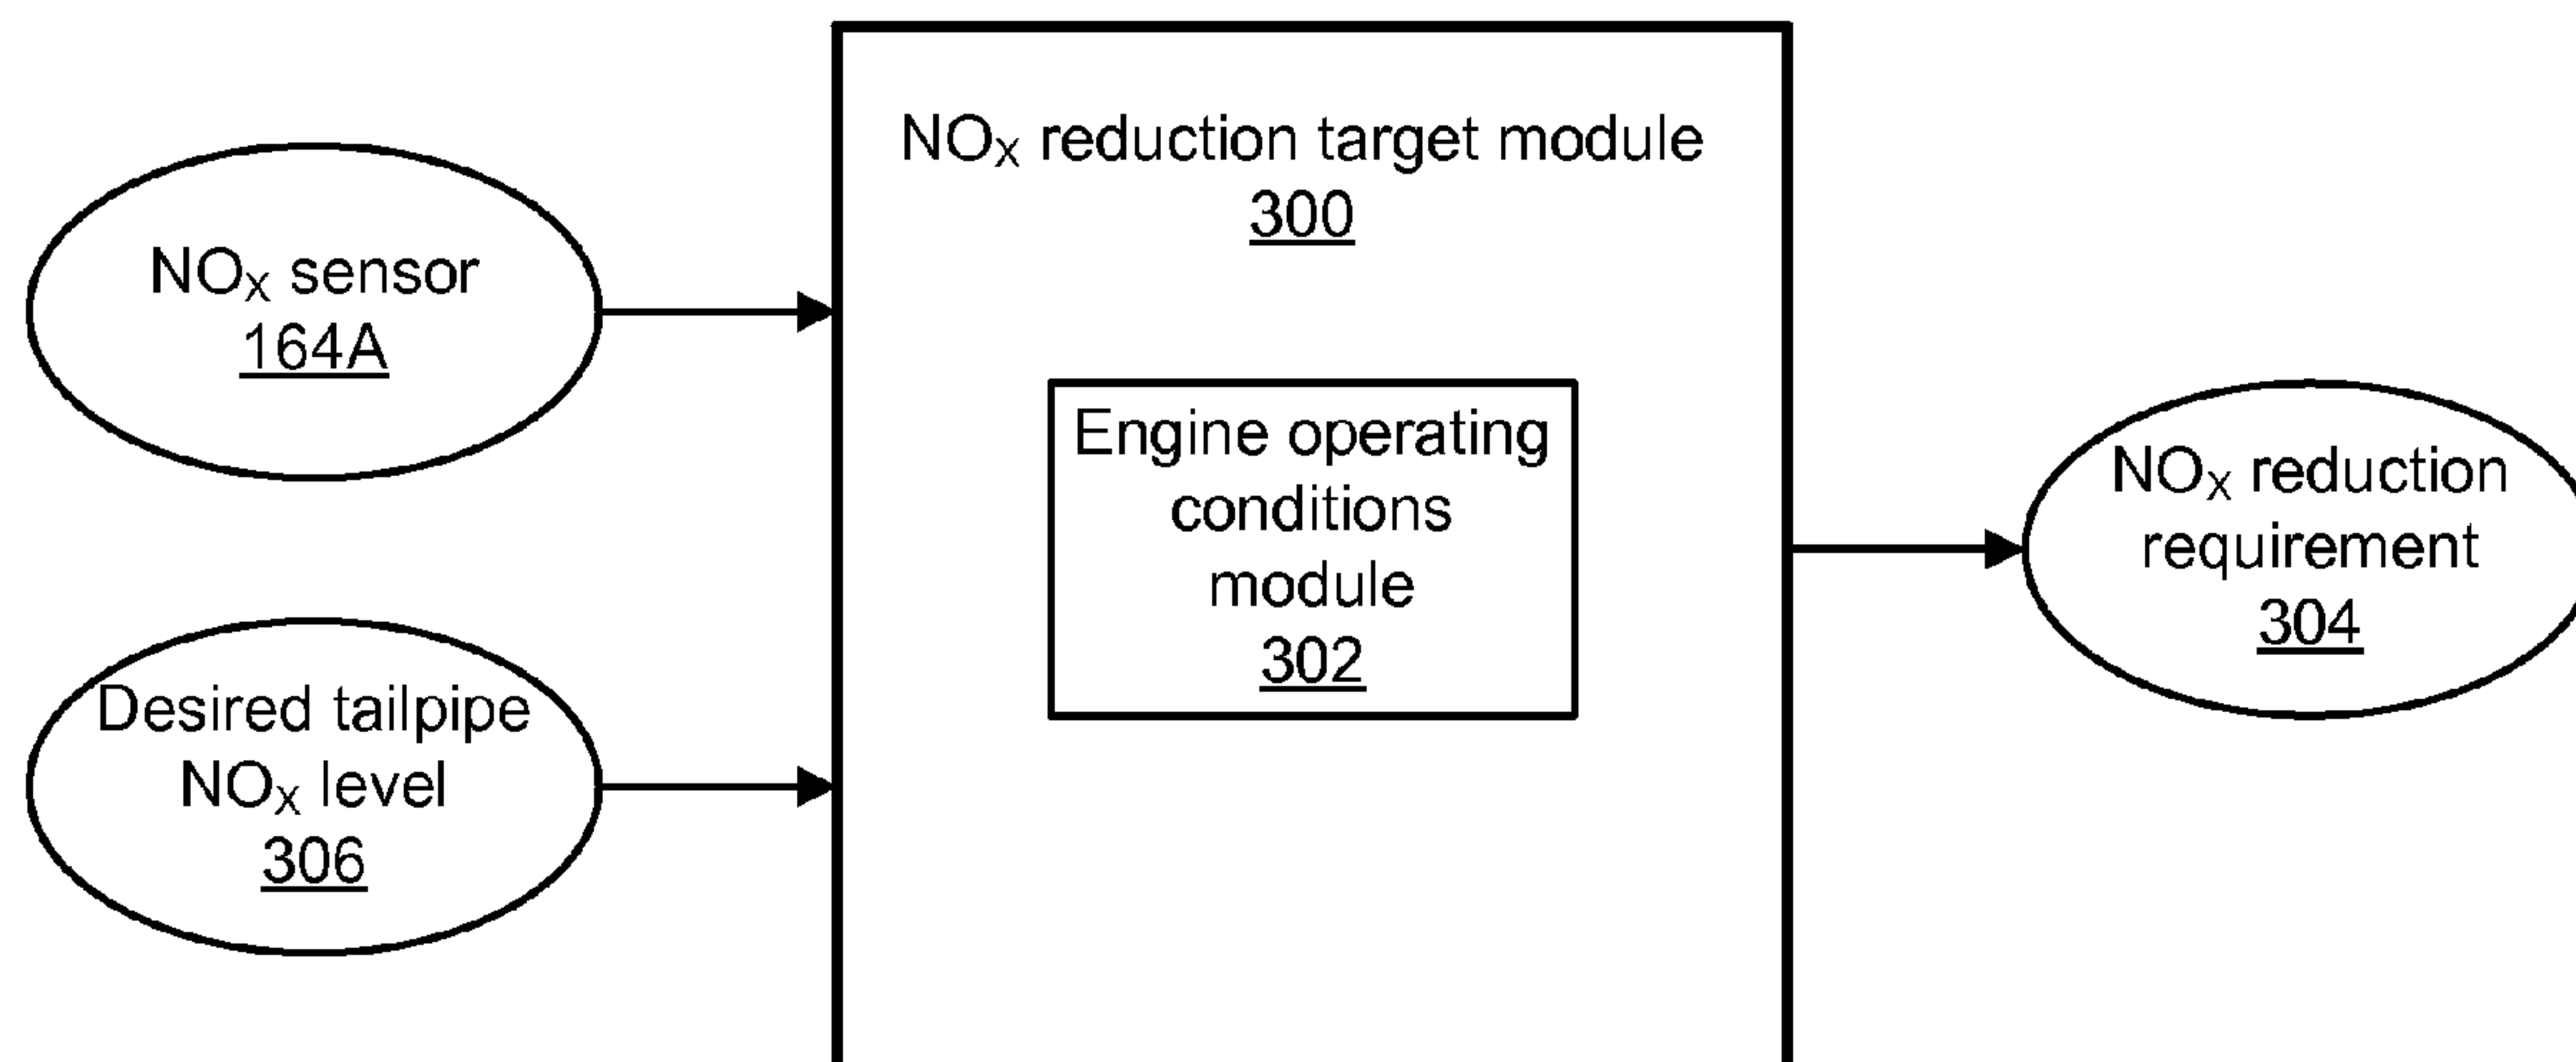 NOX reduction target module
300
NOX sensor
164A
Engine operating
conditions
module
302
NOX reduction
requirement
304
Desired tailpipe
NOX level
306